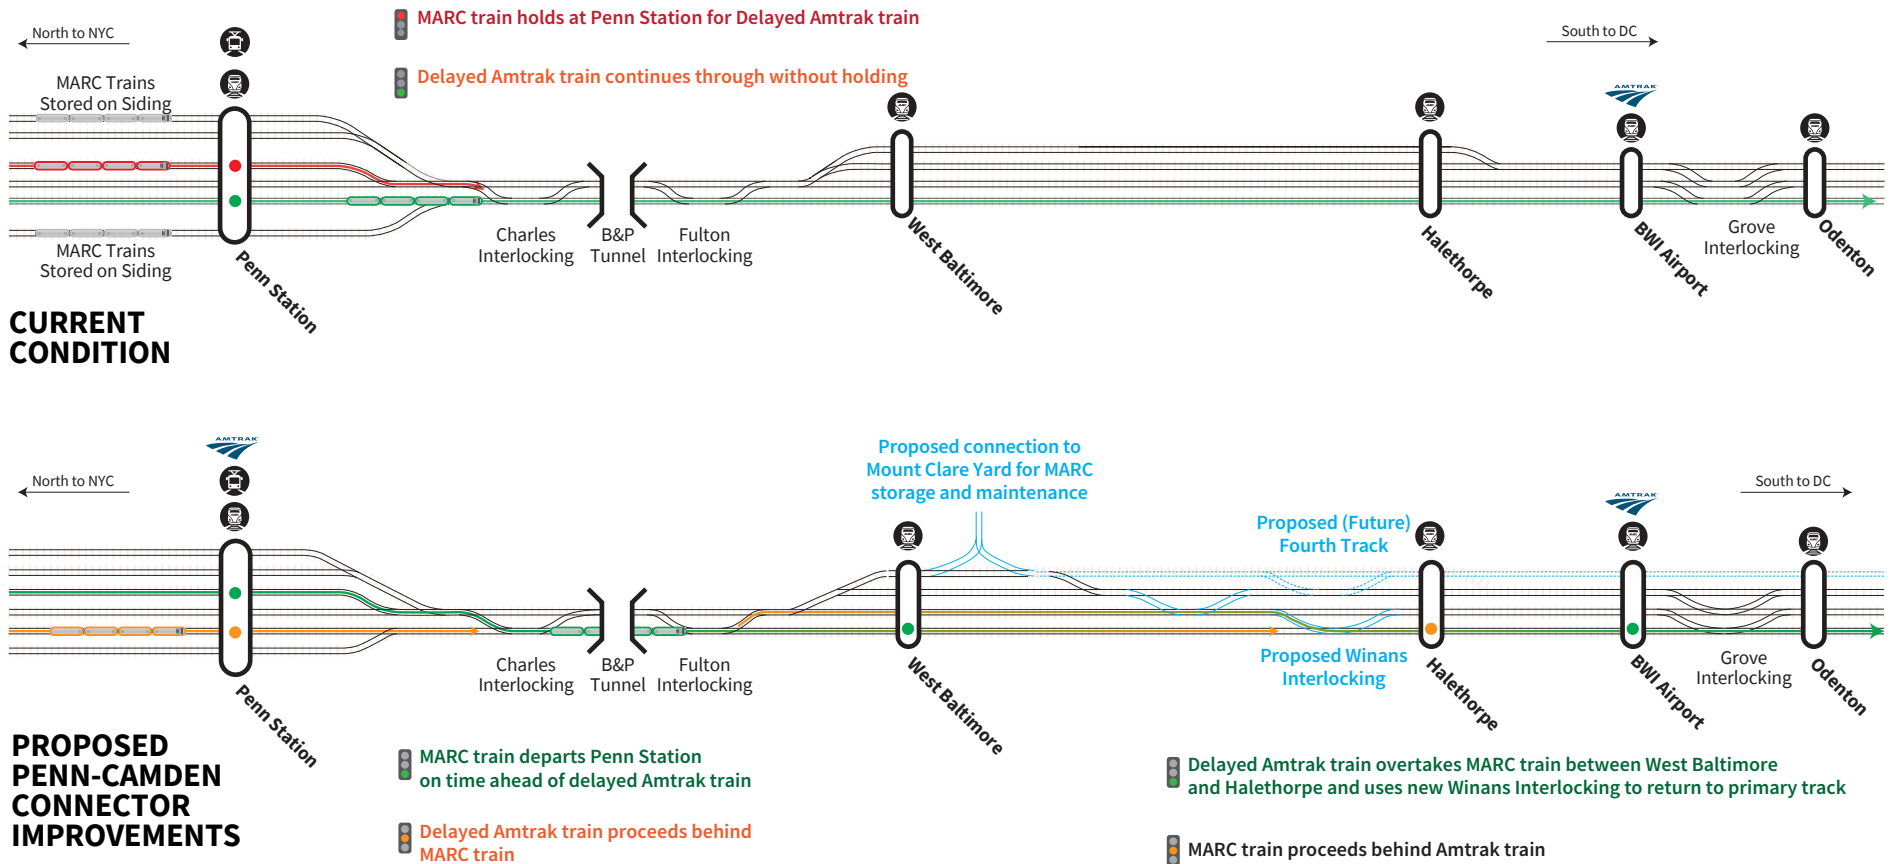 MARC train holds at Penn Station for Delayed Amtrak train
North to NYC
South to DC
Delayed Amtrak train continues through without holding
MARC Trains
Stored on Siding
AMTRAK
MARC Trains
Stored on Siding
Charles
Interlocking
B&P
Tunnel
Fulton
Interlocking
Grove
Interlocking
Penn Station
West Baltimore
Halethorpe
BWI Airport
Odenton
CURRENT
CONDITION
AMTRAK
North to NYC
Proposed connection to
Mount Clare Yard for MARC
storage and maintenance
South to DC
AMTRAK
Proposed (Future)
Fourth Track
Charles
Interlocking
B&P
Tunnel
Fulton
Interlocking
Proposed Winans
Interlocking
Grove
Interlocking
Penn Station
West Baltimore
Halethorpe
BWI Airport
Odenton
PROPOSED
PENN-CAMDEN
CONNECTOR
IMPROVEMENTS
MARC train departs Penn Station
on time ahead of delayed Amtrak train
Delayed Amtrak train proceeds behind
MARC train
Delayed Amtrak train overtakes MARC train between West Baltimore
and Halethorpe and uses new Winans Interlocking to return to primary track
MARC train proceeds behind Amtrak train